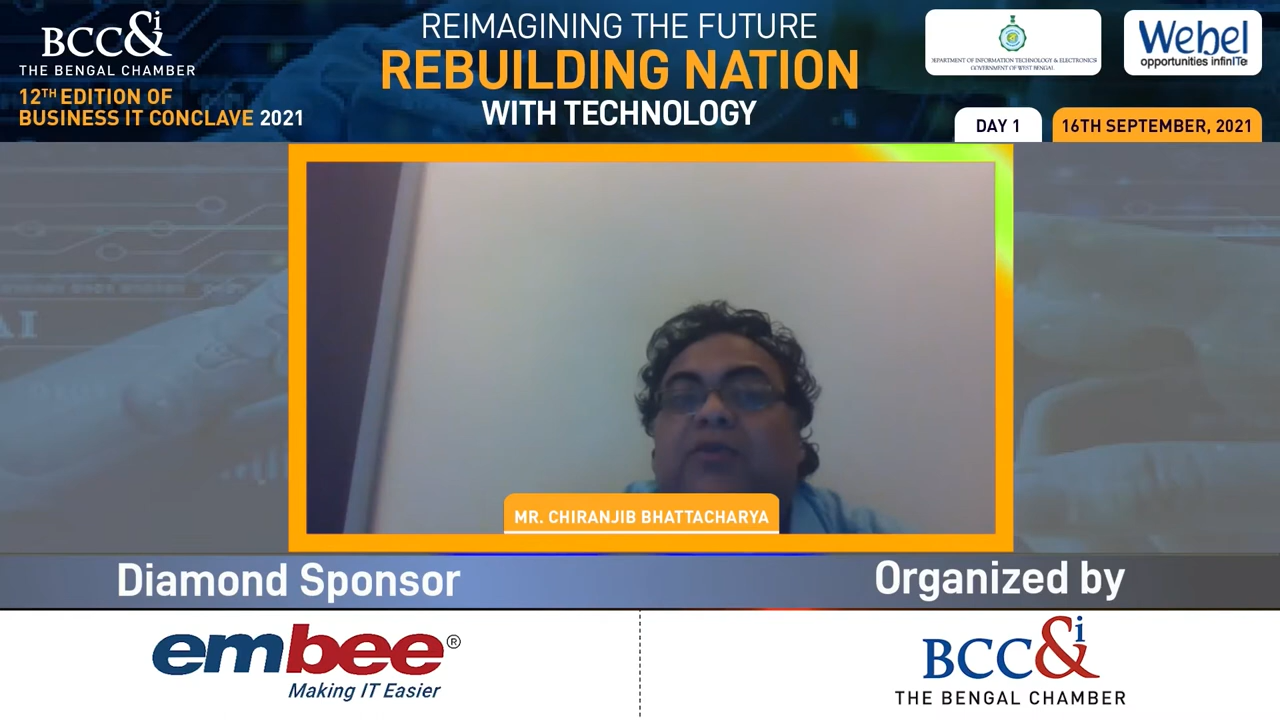 BCC&i
THE BENGAL CHAMBER
12TH EDITION OF
BUSINESS IT CONCLAVE 2021
REIMAGINING THE FUTURE
REBUILDING NATION
WITH TECHNOLOGY
DEPARTMENT OF INFORMATION TECHNOLOGY & ELECTRONICS
GOVERNMENT OF WEST BENGAL
Webel
opportunities infinITe
DAY 1
16TH SEPTEMBER, 2021
AI
MR. CHIRANJIB BHATTACHARYA
Diamond Sponsor
Organized by
embee®
Making IT Easier
BCC&i
THE BENGAL CHAMBER